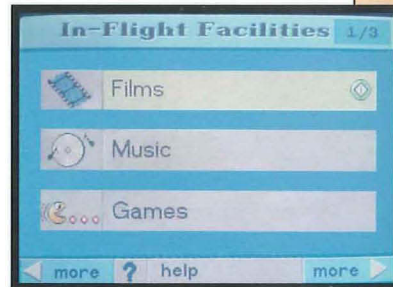 In-Flight Facilities 1/3
Films
Music
Games
more ? help more